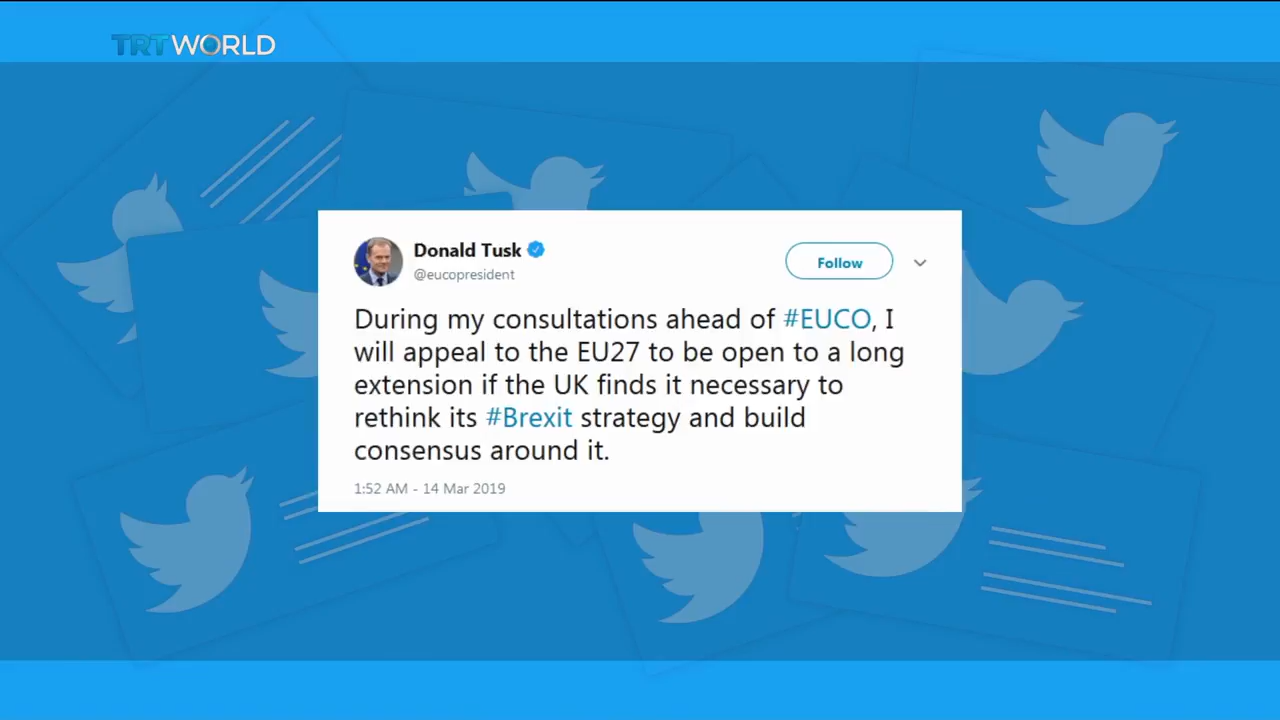 TRT WORLD
Donald Tusk
@eucopresident
Follow
During my consultations ahead of #EUCO, I
will appeal to the EU27 to be open to a long
extension if the UK finds it necessary to
rethink its #Brexit strategy and build
consensus around it.
1:52 AM - 14 Mar 2019